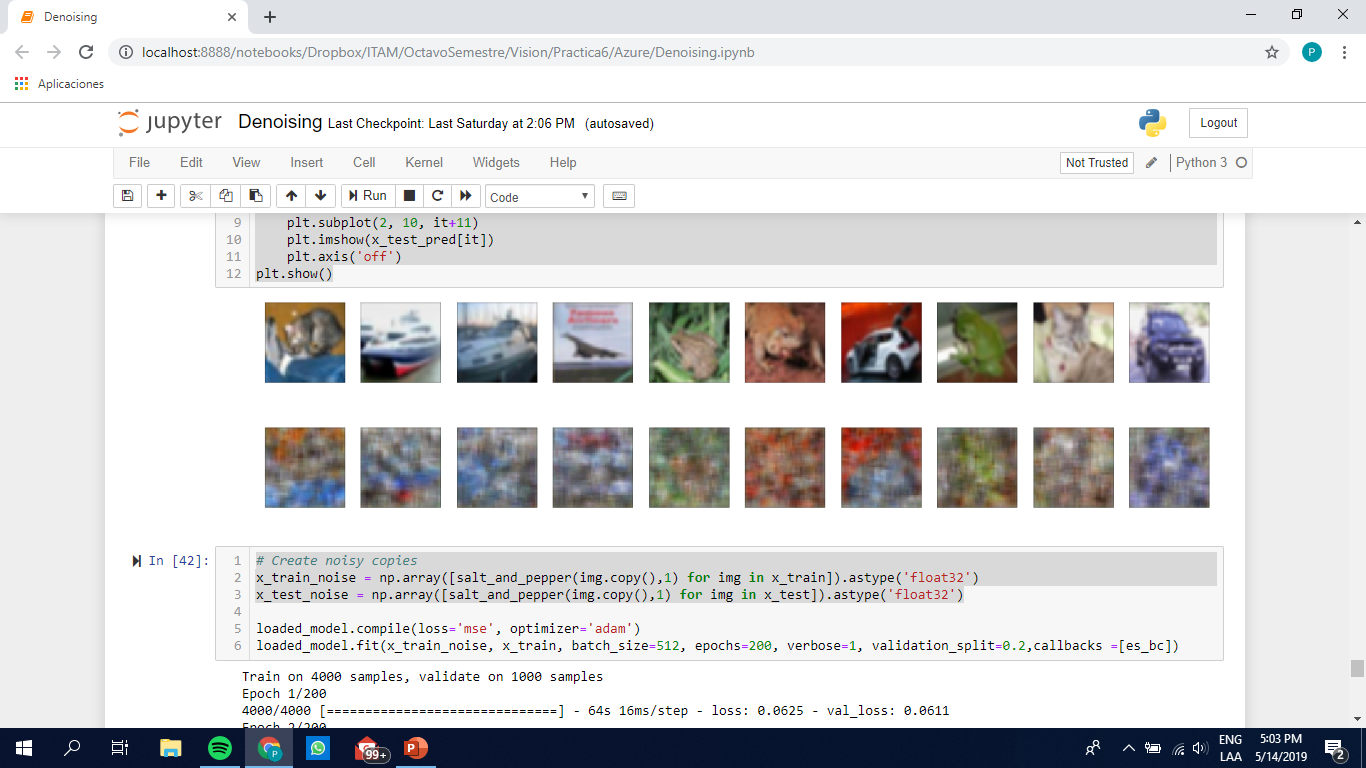 Denoising
localhost:8888/notebooks/Dropbox/ITAM/OctavoSemestre/Vision/Practica6/Azure/Denoising.ipynb
P
Aplicaciones
jupyter Denoising Last Checkpoint: Last Saturday at 2:06 PM (autosaved)
Logout
File Edit View Insert Cell Kernel Widgets Help
Not Trusted Python 3
Run Code
9 plt.subplot(2, 10, it+11)
10 plt.imshow(x_test_pred[it])
11 plt.axis('off')
12 plt.show()
In [42]:
1 # Create noisy copies
2 x_train_noise = np.array([salt_and_pepper(img.copy(),1) for img in x_train]).astype('float32')
3 x_test_noise = np.array([salt_and_pepper(img.copy(),1) for img in x_test]).astype('float32')
4
5 loaded_model.compile(loss='mse', optimizer='adam')
6 loaded_model.fit(x_train_noise, x_train, batch_size=512, epochs=200, verbose=1, validation_split=0.2,callbacks =[es_bc])
Train on 4000 samples, validate on 1000 samples
Epoch 1/200
4000/4000 [==============================] - 64s 16ms/step - loss: 0.0625 - val_loss: 0.0611
Epoch 2/200
P
99+
P
ENG
LAA
5:03 PM
5/14/2019
2